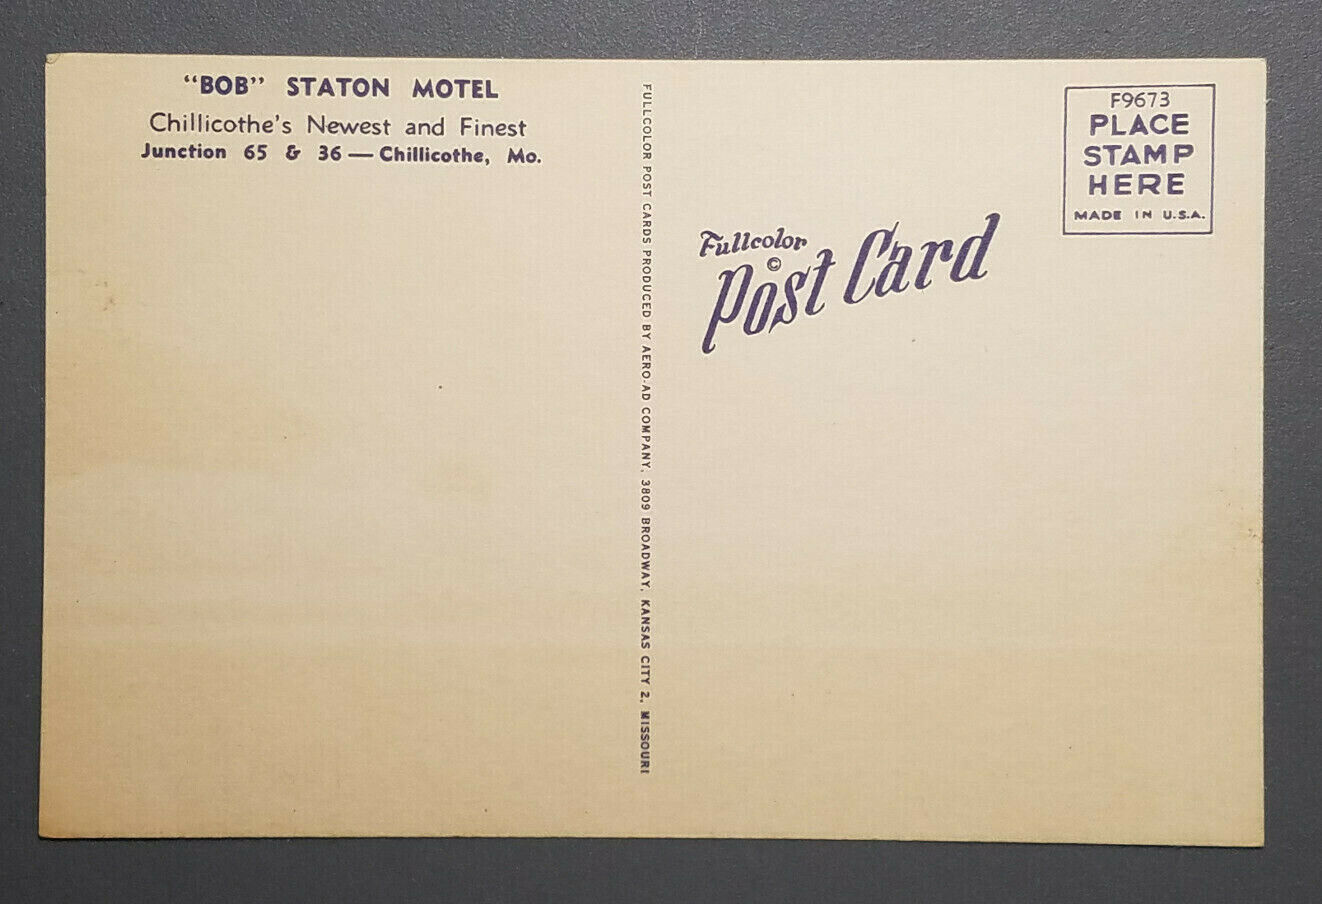 "BOB" STATON MOTEL
Chillicothe's Newest and Finest
Junction 65 & 36 — Chillicothe, Mo.
FULLCOLOR POST CARDS PRODUCED BY AERO-AD COMPANY, 3809 BROADWAY, KANSAS CITY 2, MISSOURI
Fullcolor
©
Post Card
F9673
PLACE
STAMP
HERE
MADE IN U.S.A.